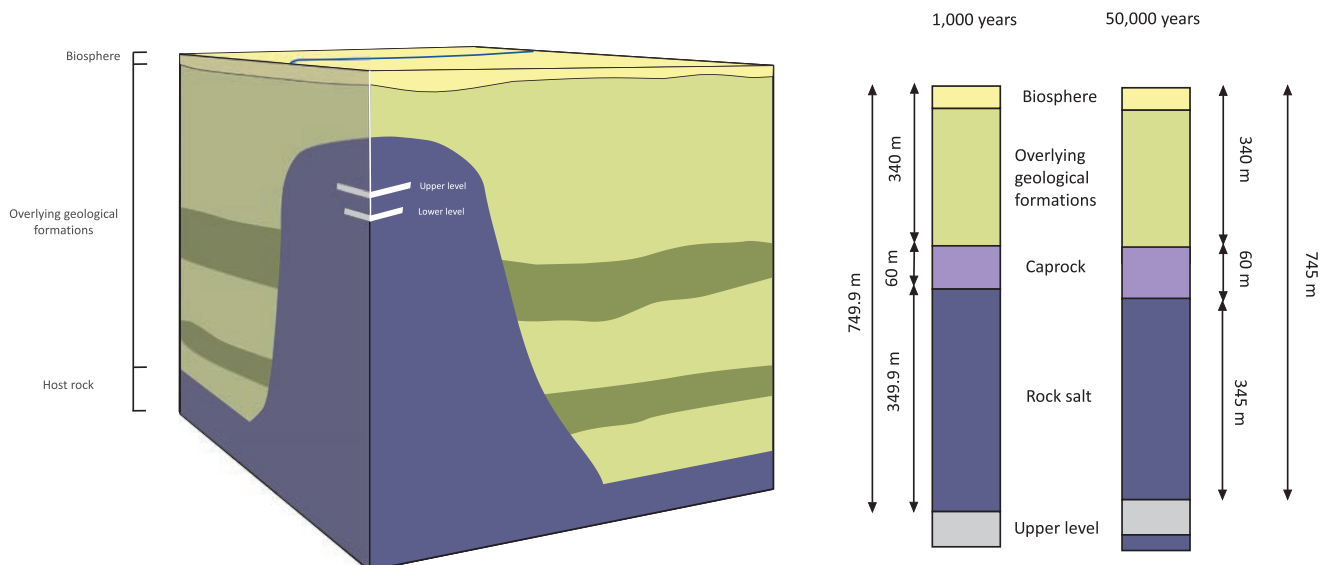 Biosphere
Overlying geological
formations
Host rock
Upper level
Lower level
1,000 years
50,000 years
Biosphere
Overlying
geological
formations
Caprock
Rock salt
Upper level
749.9 m
340 m
60 m
349.9 m
340 m
60 m
345 m
745 m